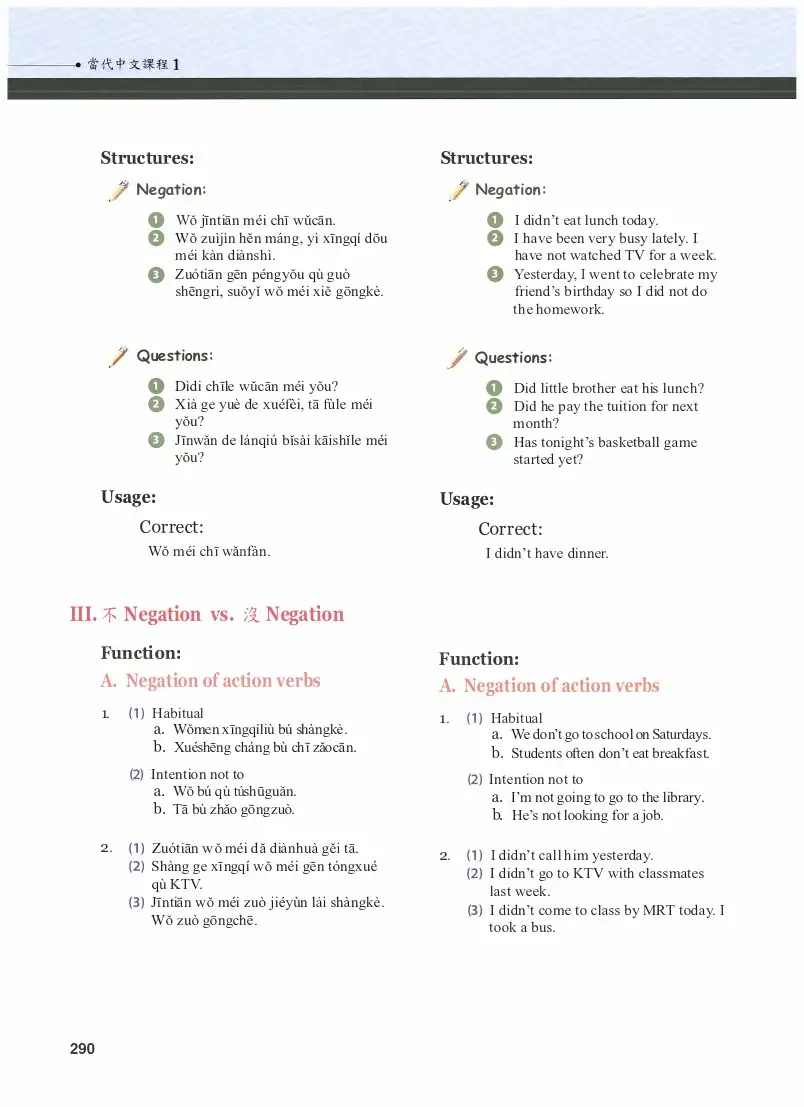 當代中文課程 1
Structures:
Negation:
1 Wǒ jīntiān méi chī wǔcān.
2 Wǒ zuìjìn hěn máng, yì xīngqí dōu
méi kàn diànshì.
3 Zuótiān gēn péngyǒu qù guò
shēngrì, suǒyǐ wǒ méi xiě gōngkè.
Questions:
1 Dìdi chīle wǔcān méi yǒu?
2 Xià ge yuè de xuéfèi, tā fùle méi
yǒu?
3 Jīnwǎn de lánqiú bǐsài kāishǐle méi
yǒu?
Usage:
Correct:
Wǒ méi chī wǎnfàn.
Structures:
Negation:
1 I didn't eat lunch today.
2 I have been very busy lately. I
have not watched TV for a week.
3 Yesterday, I went to celebrate my
friend's birthday so I did not do
the homework.
Questions:
1 Did little brother eat his lunch?
2 Did he pay the tuition for next
month?
3 Has tonight's basketball game
started yet?
Usage:
Correct:
I didn't have dinner.
III. 不 Negation vs. 沒 Negation
Function:
A. Negation of action verbs
1. (1) Habitual
a. Wǒmen xīngqíliù bú shàngkè.
b. Xuéshēng cháng bù chī zǎocān.
(2) Intention not to
a. Wǒ bú qù túshūguǎn.
b. Tā bù zhǎo gōngzuò.
2. (1) Zuótiān wǒ méi dǎ diànhuà gěi tā.
(2) Shàng ge xīngqí wǒ méi gēn tóngxué
qù KTV.
(3) Jīntiān wǒ méi zuò jiéyùn lái shàngkè.
Wǒ zuò gōngchē.
Function:
A. Negation of action verbs
1. (1) Habitual
a. We don't go to school on Saturdays.
b. Students often don't eat breakfast.
(2) Intention not to
a. I'm not going to go to the library.
b. He's not looking for a job.
2. (1) I didn't call him yesterday.
(2) I didn't go to KTV with classmates
last week.
(3) I didn't come to class by MRT today. I
took a bus.
290